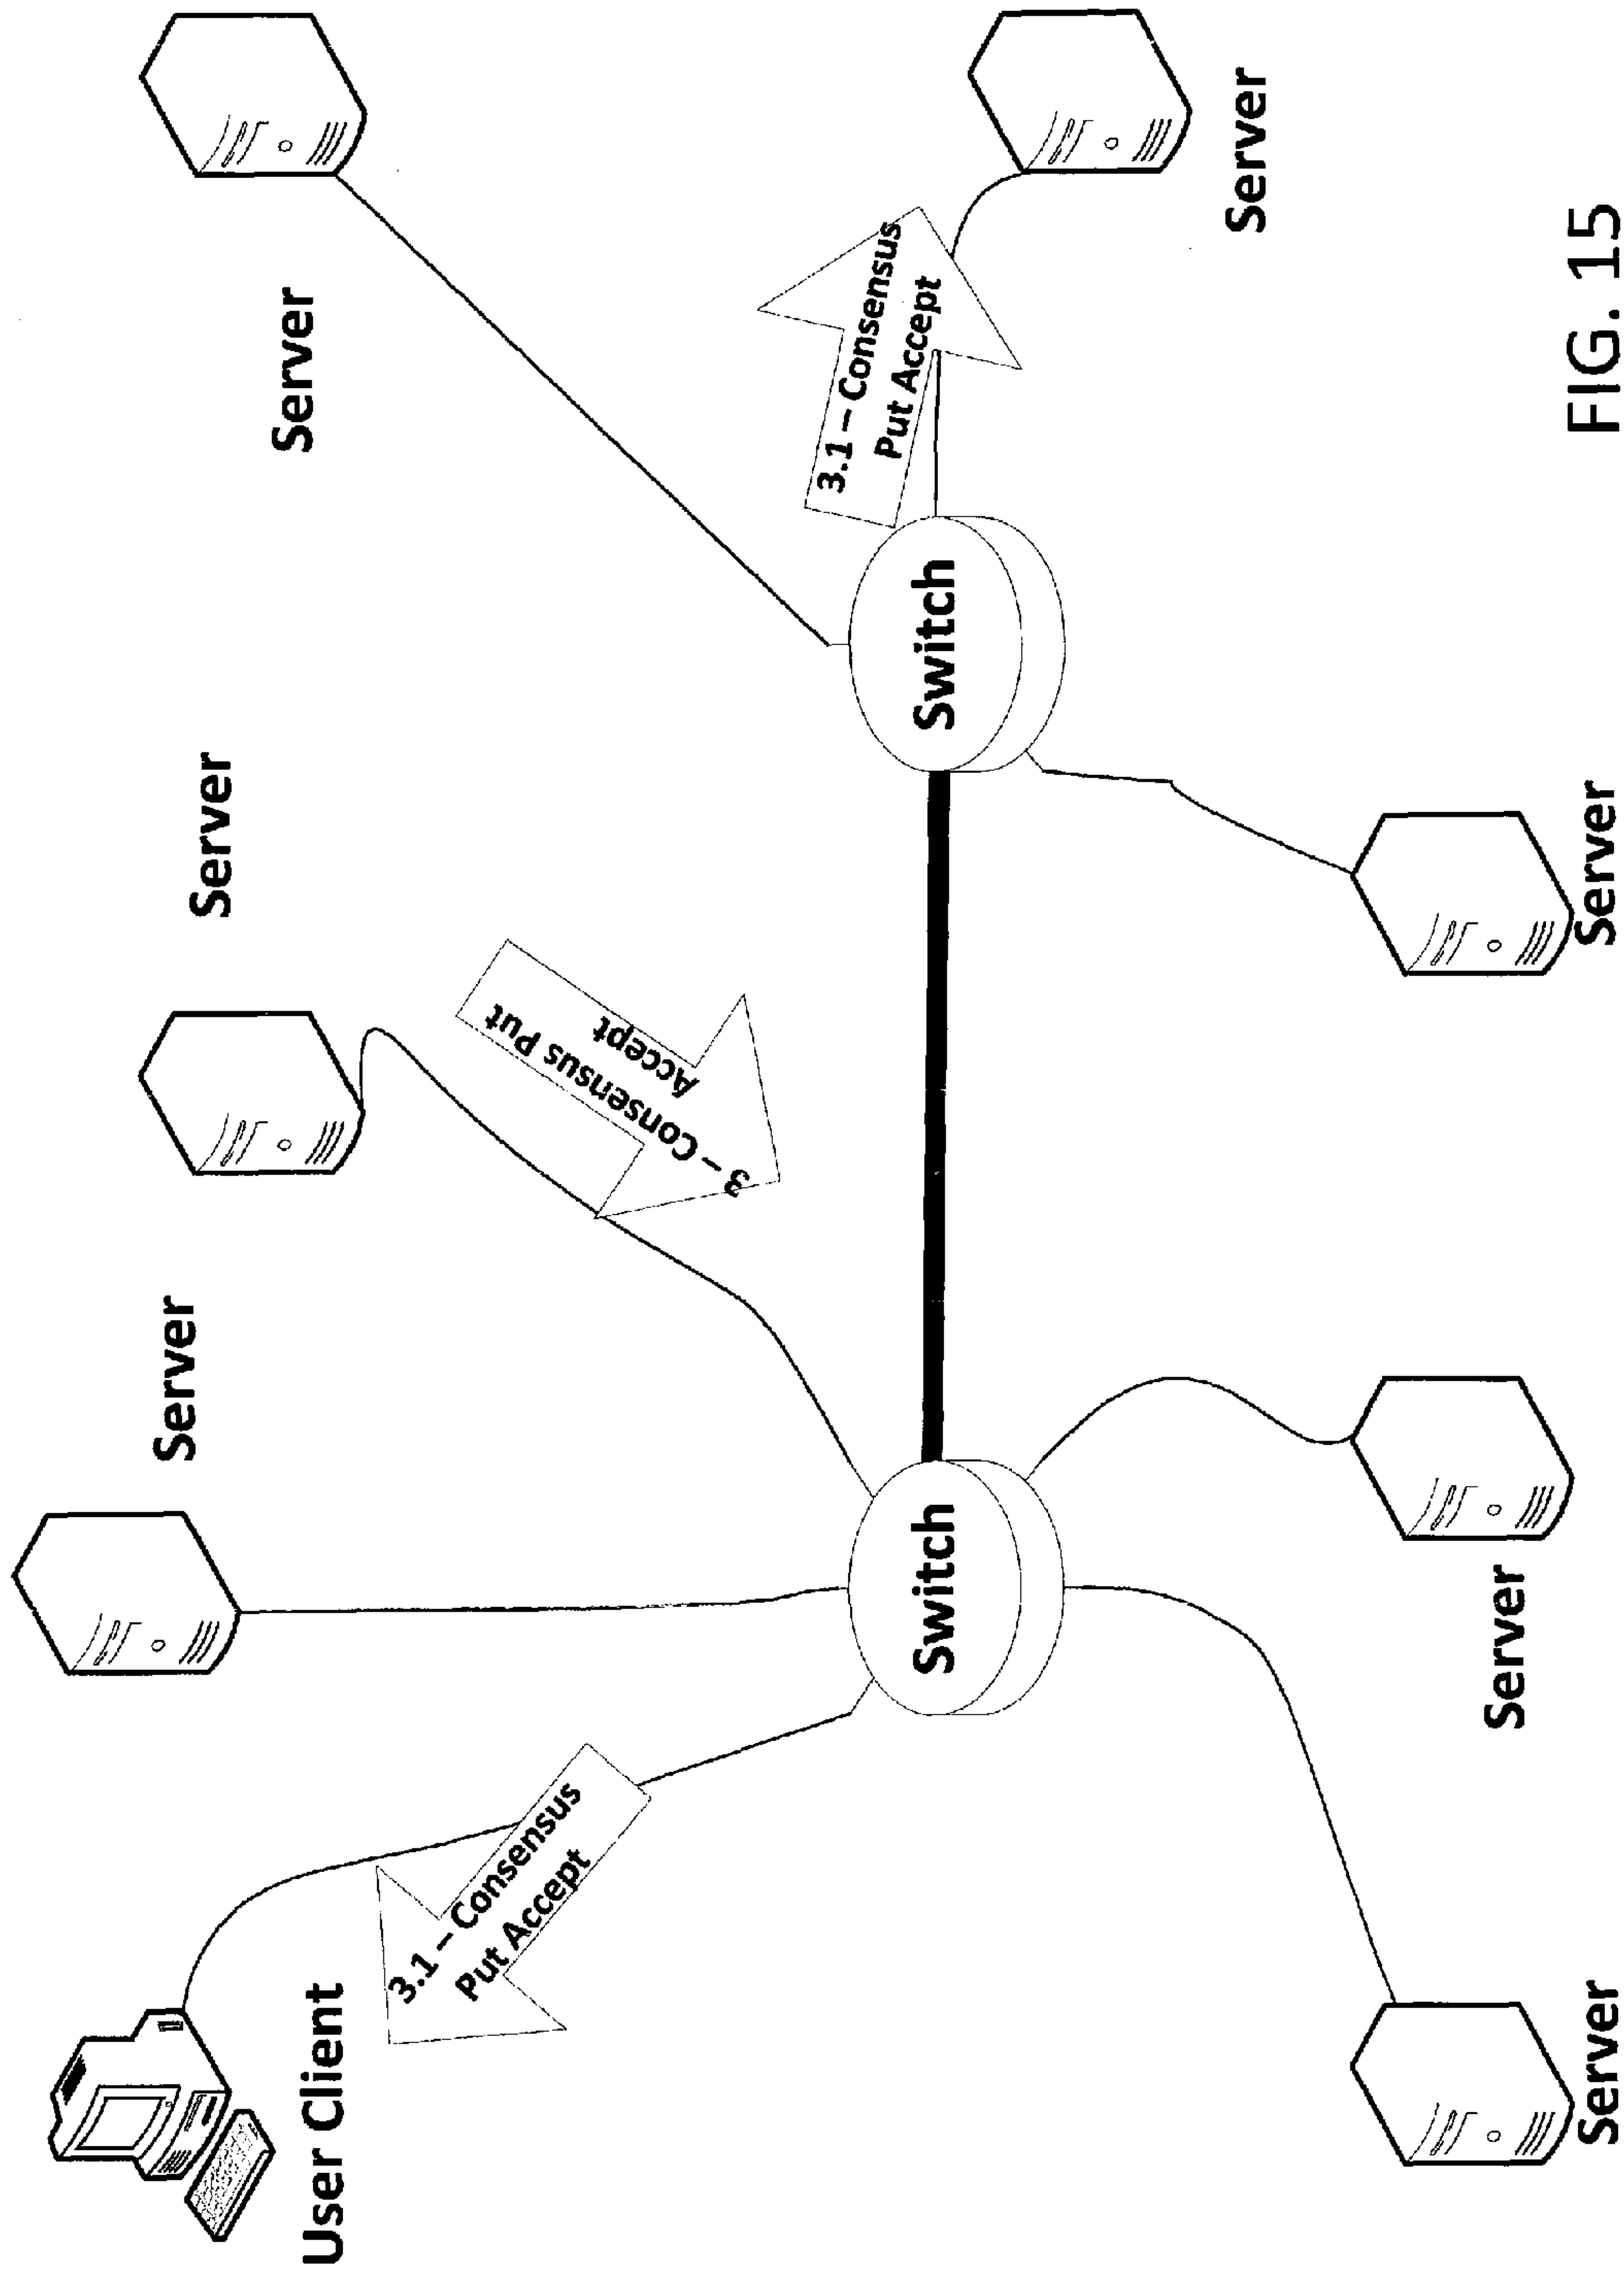 Server
Server
Server
User Client
3.1 – Consensus
Put Accept
3 – Consensus Put
Accept
3.1 – Consensus
Put Accept
Switch
Switch
Server
Server
Server
Server
FIG. 15